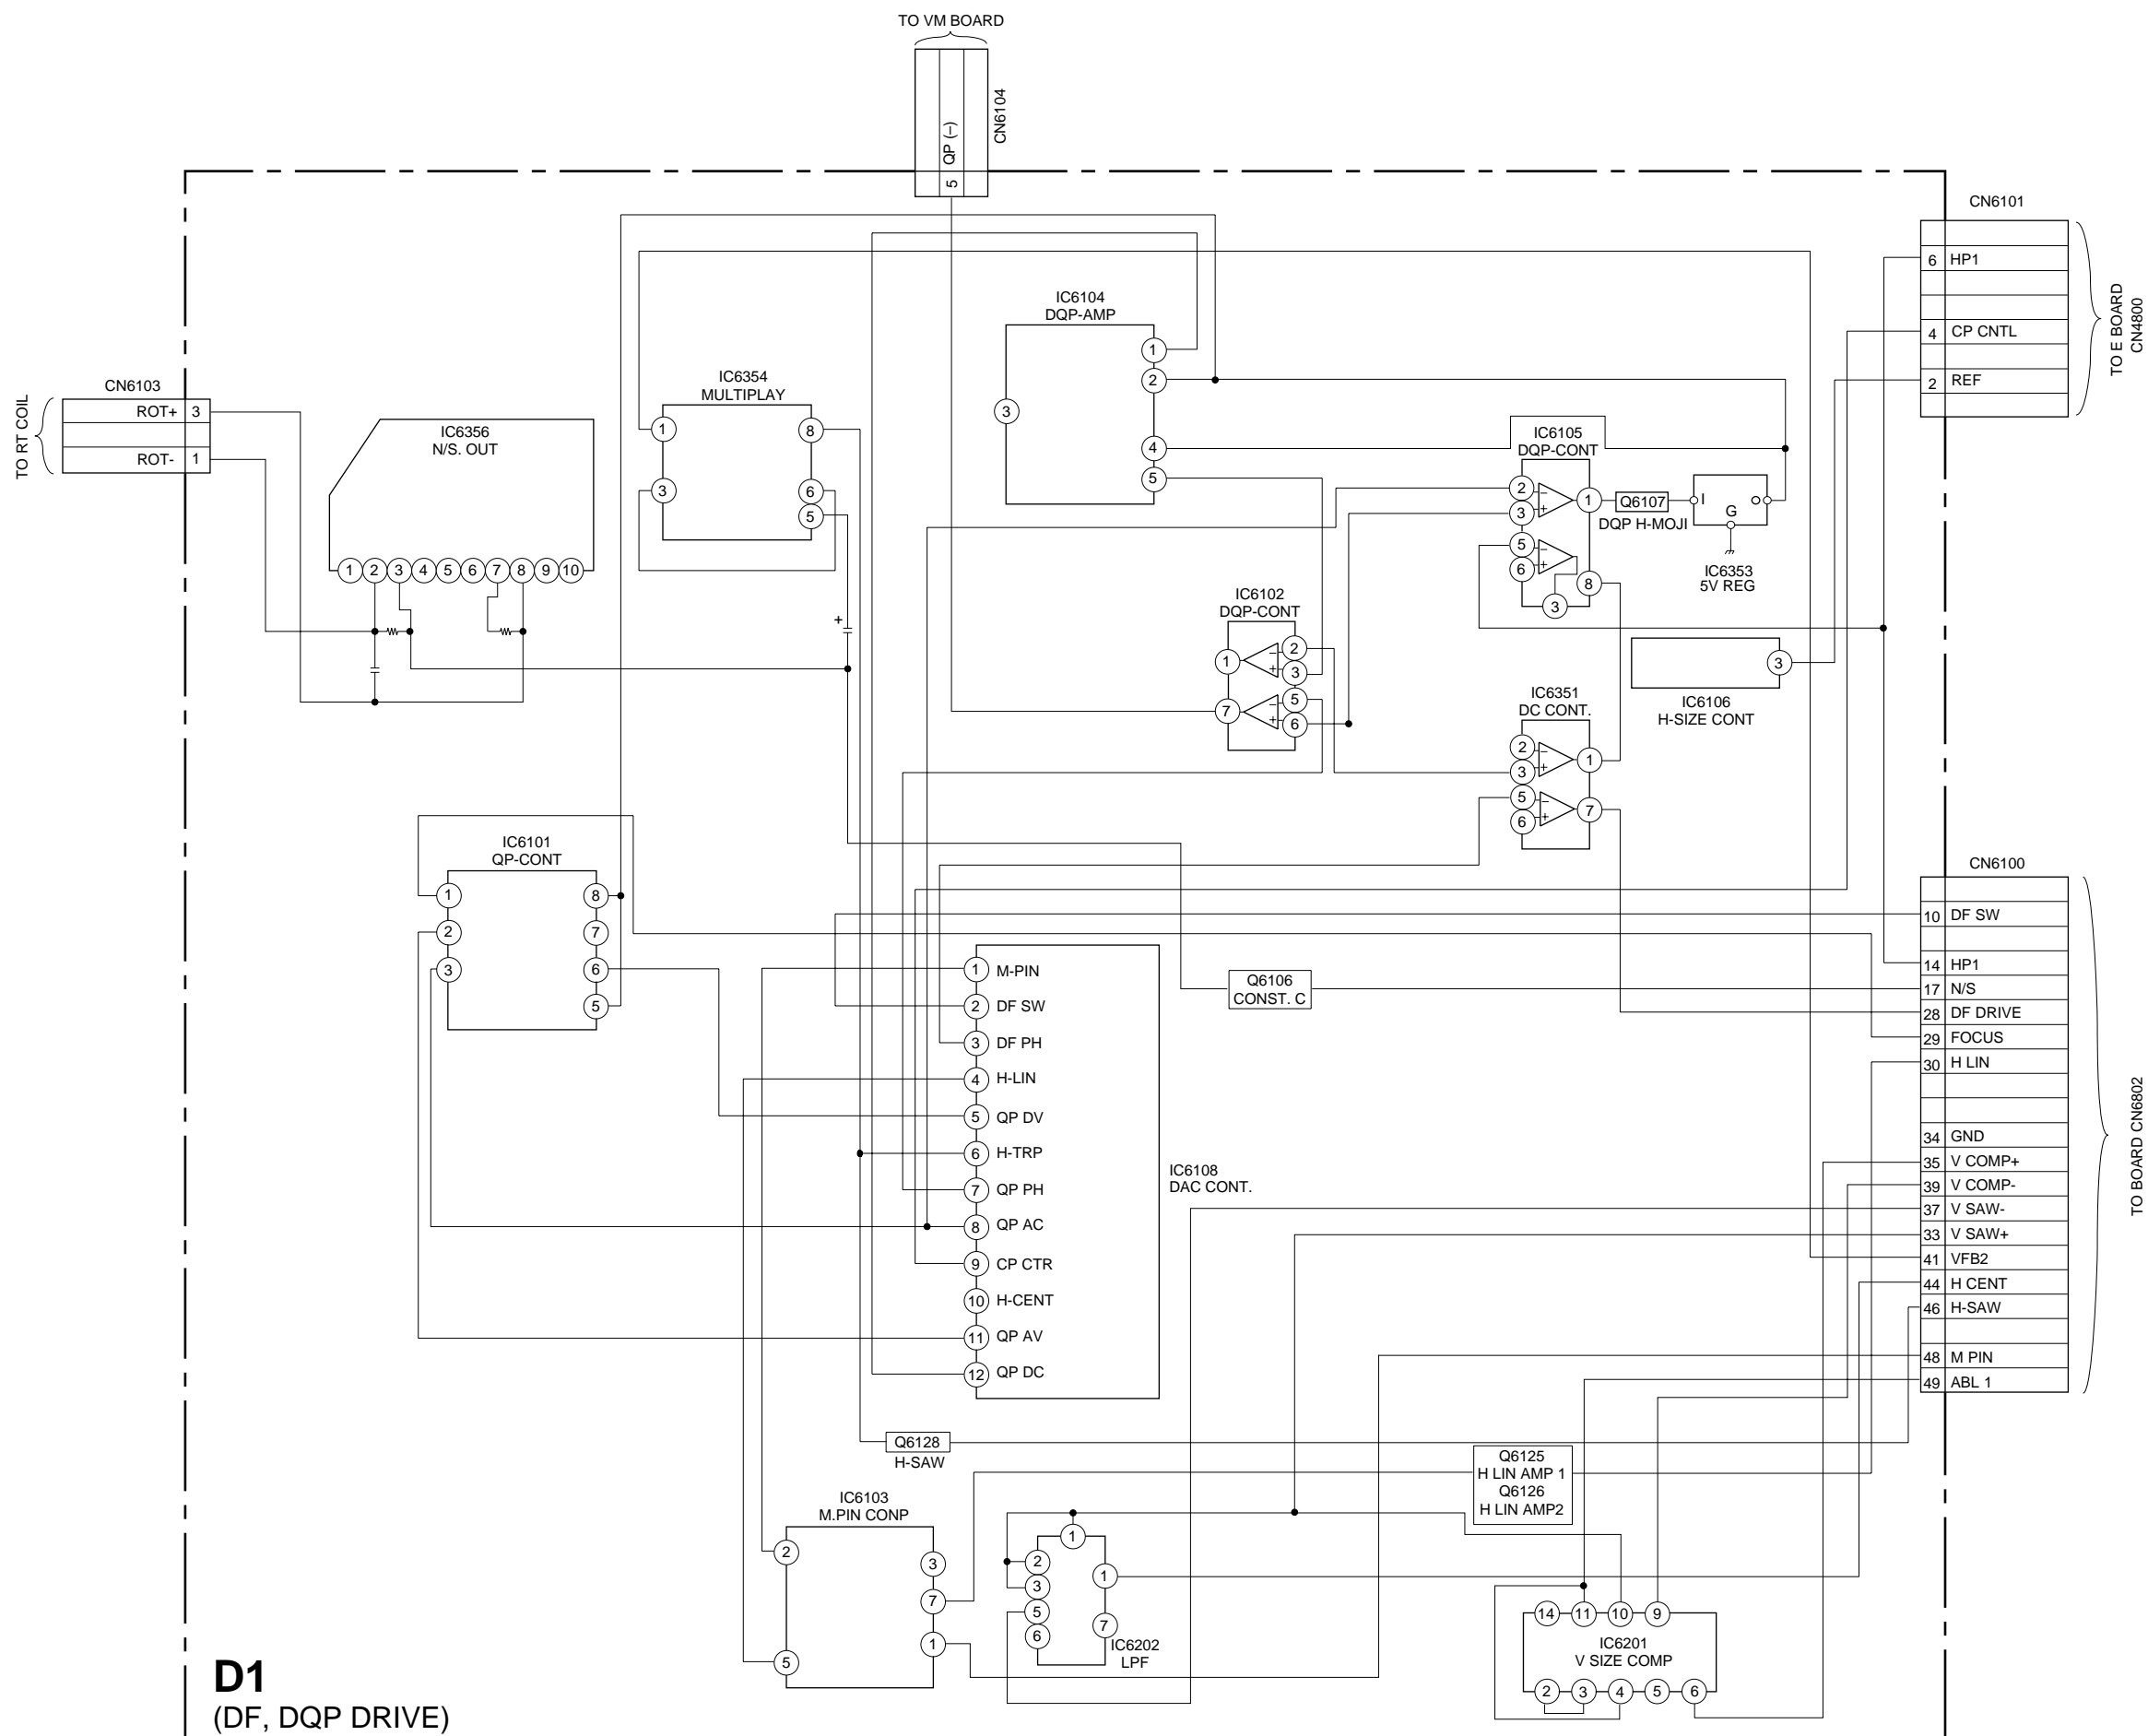 TO VM BOARD
CN6104
QP (–)
5
CN6101
6 HP1
4 CP CNTL
2 REF
TO E BOARD
CN4800
TO RT COIL
CN6103
ROT+ 3
ROT- 1
IC6356
N/S. OUT
1 2 3 4 5 6 7 8 9 10
IC6354
MULTIPLAY
1 8
3 6
5
+
IC6104
DQP-AMP
1
2
3
4
5
IC6105
DQP-CONT
2 − 1
3 +
5 −
6 +
8
3
Q6107
DQP H-MOJI
I O
G
IC6353
5V REG
IC6102
DQP-CONT
1 − 2
+ 3
7 − 5
+ 6
3
IC6106
H-SIZE CONT
IC6351
DC CONT.
2 − 1
3 +
5 − 7
6 +
IC6101
QP-CONT
1 8
2 7
3 6
5
1 M-PIN
2 DF SW
3 DF PH
4 H-LIN
5 QP DV
6 H-TRP
7 QP PH
8 QP AC
9 CP CTR
10 H-CENT
11 QP AV
12 QP DC
IC6108
DAC CONT.
Q6106
CONST. C
CN6100
10 DF SW
14 HP1
17 N/S
28 DF DRIVE
29 FOCUS
30 H LIN
34 GND
35 V COMP+
39 V COMP-
37 V SAW-
33 V SAW+
41 VFB2
44 H CENT
46 H-SAW
48 M PIN
49 ABL 1
TO BOARD CN6802
Q6128
H-SAW
Q6125
H LIN AMP 1
Q6126
H LIN AMP2
IC6103
M.PIN CONP
2 3
7
5 1
1
2
3 1
5
6 7
IC6202
LPF
14 11 10 9
IC6201
V SIZE COMP
2 3 4 5 6
D1
(DF, DQP DRIVE)